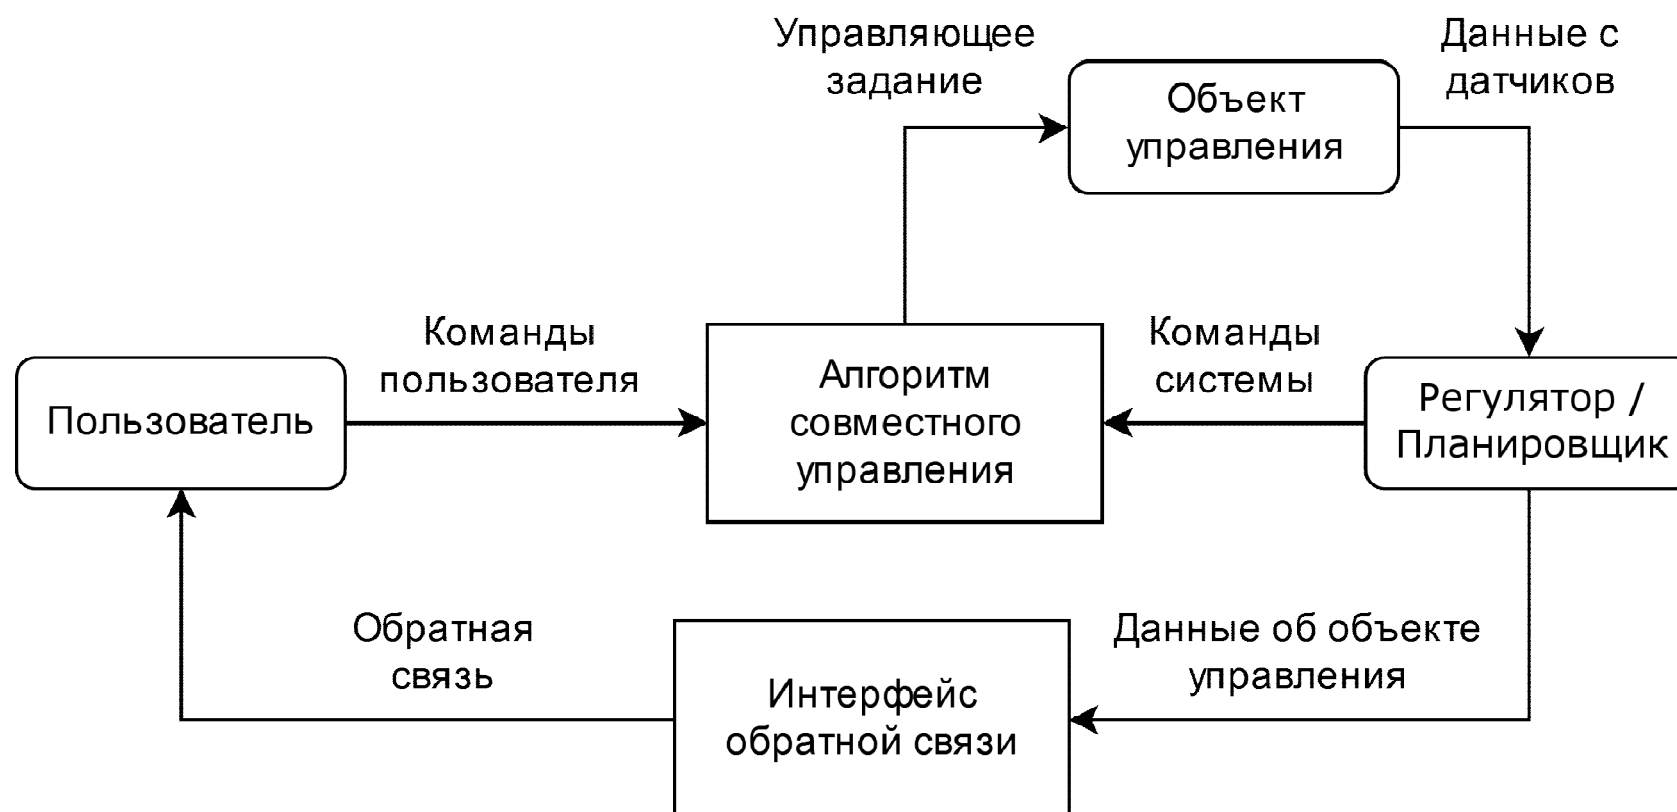 Управляющее
задание
Объект
управления
Данные с
датчиков
Команды
пользователя
Команды
системы
Пользователь
Алгоритм
совместного
управления
Регулятор /
Планировщик
Обратная
связь
Интерфейс
обратной связи
Данные об объекте
управления